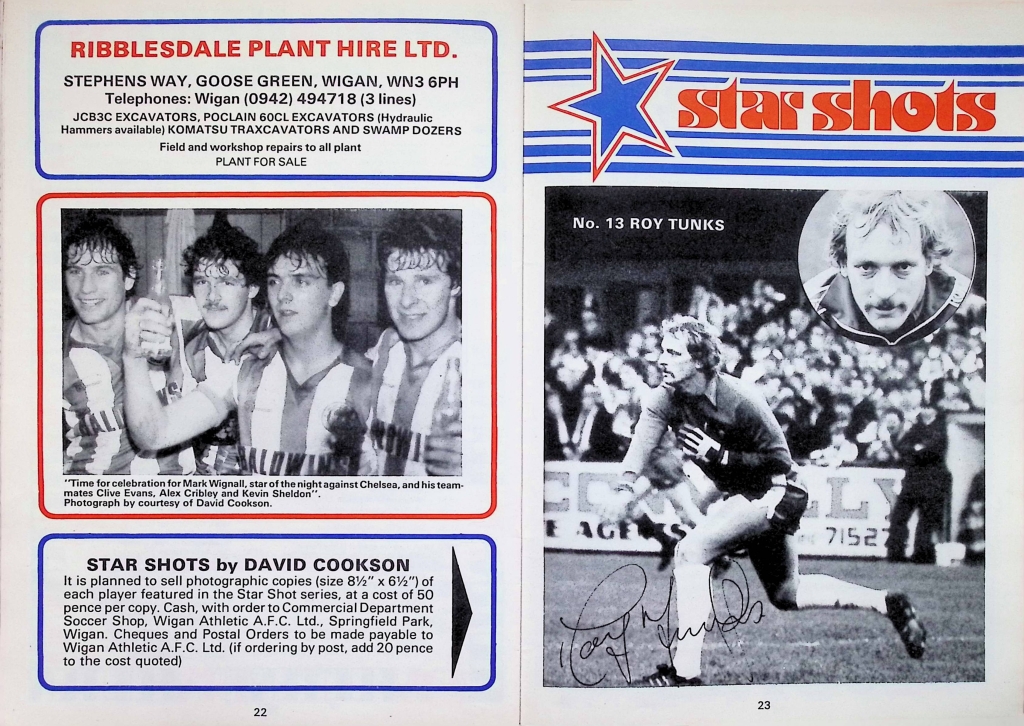 RIBBLESDALE PLANT HIRE LTD.
STEPHENS WAY, GOOSE GREEN, WIGAN, WN3 6PH
Telephones: Wigan (0942) 494718 (3 lines)
JCB3C EXCAVATORS, POCLAIN 60CL EXCAVATORS (Hydraulic
Hammers available) KOMATSU TRAXCAVATORS AND SWAMP DOZERS
Field and workshop repairs to all plant
PLANT FOR SALE
"Time for celebration for Mark Wignall, star of the night against Chelsea, and his team-
mates Clive Evans, Alex Cribley and Kevin Sheldon".
Photograph by courtesy of David Cookson.
STAR SHOTS by DAVID COOKSON
It is planned to sell photographic copies (size 8½" x 6½") of
each player featured in the Star Shot series, at a cost of 50
pence per copy. Cash, with order to Commercial Department
Soccer Shop, Wigan Athletic A.F.C. Ltd., Springfield Park,
Wigan. Cheques and Postal Orders to be made payable to
Wigan Athletic A.F.C. Ltd. (if ordering by post, add 20 pence
to the cost quoted)
22
star shots
No. 13 ROY TUNKS
71527
Roy Tunks
23